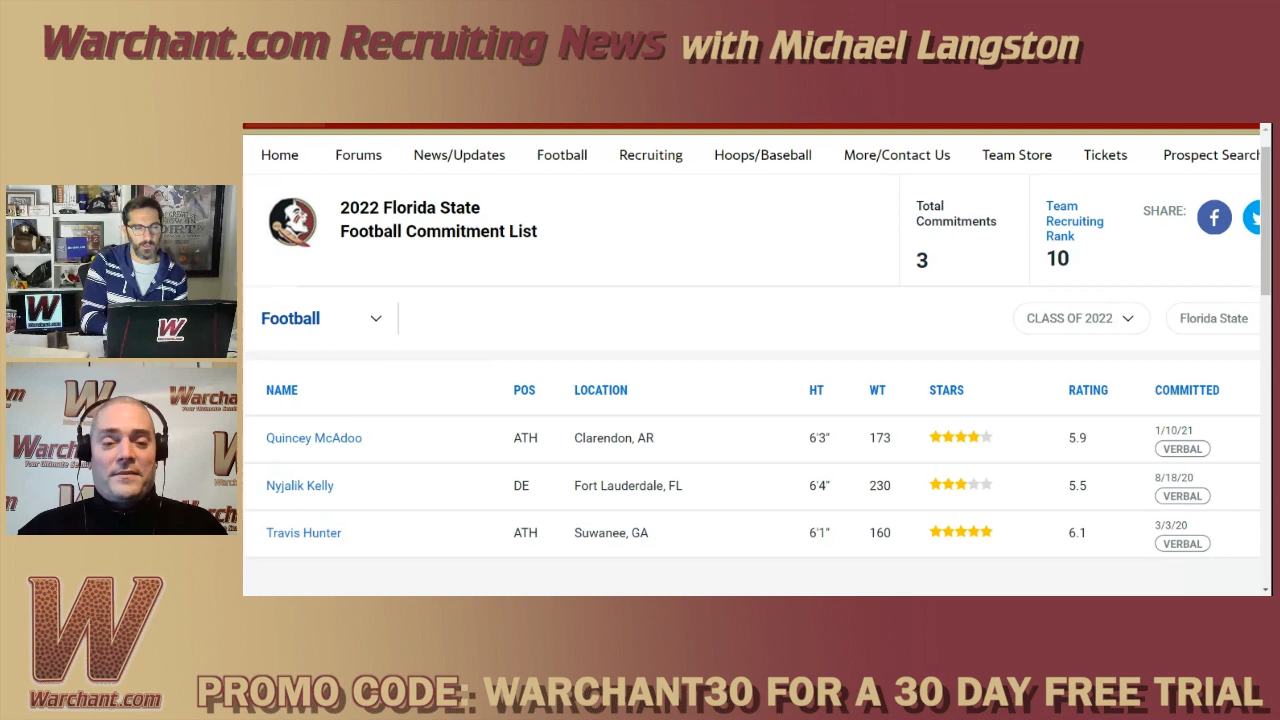 Warchant.com Recruiting News with Michael Langston
Home Forums News/Updates Football Recruiting Hoops/Baseball More/Contact Us Team Store Tickets Prospect Search
2022 Florida State
Football Commitment List
Total
Commitments
3
Team
Recruiting
Rank
10
SHARE:
Football
CLASS OF 2022
Florida State
NAME POS LOCATION HT WT STARS RATING COMMITTED
Quincey McAdoo ATH Clarendon, AR 6'3" 173 5.9 1/10/21
VERBAL
Nyjalik Kelly DE Fort Lauderdale, FL 6'4" 230 5.5 8/18/20
VERBAL
Travis Hunter ATH Suwanee, GA 6'1" 160 6.1 3/3/20
VERBAL
W
Warchant.com
W
W
Warcha
Warch
W
Warchant.com
PROMO CODE: WARCHANT30 FOR A 30 DAY FREE TRIAL